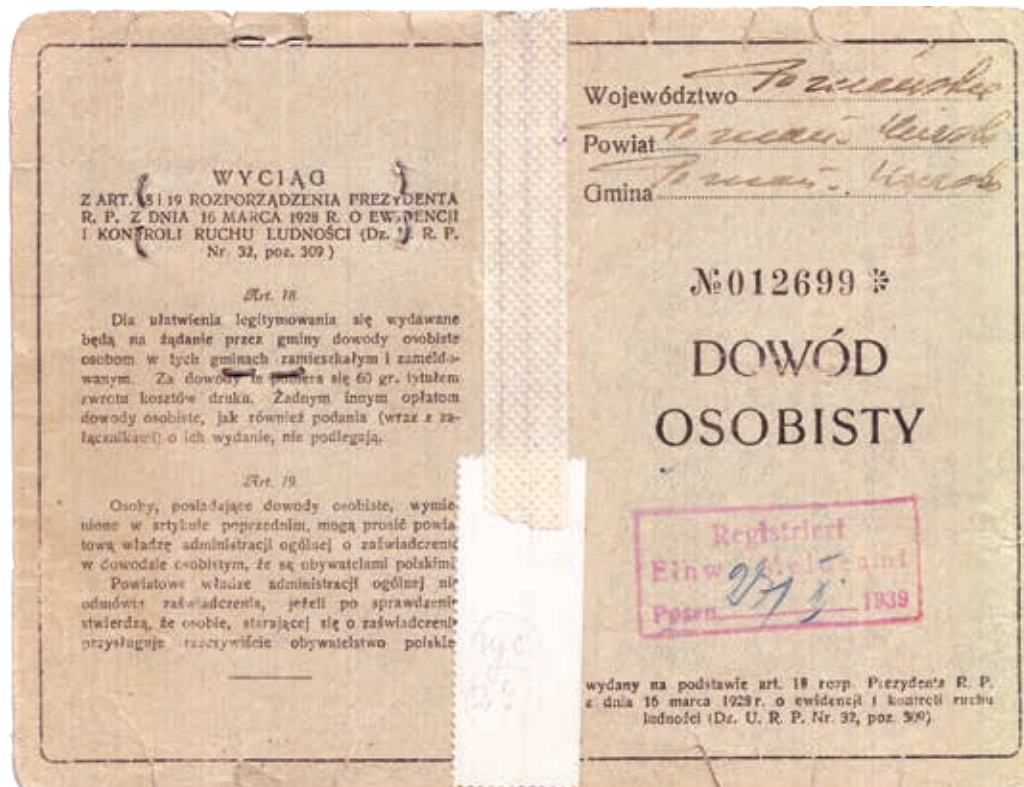 WYCIĄG
Z ART. 18 i 19 ROZPORZĄDZENIA PREZYDENTA
R. P. Z DNIA 16 MARCA 1928 R. O EWIDENCJI
I KONTROLI RUCHU LUDNOŚCI (Dz. U. R. P.
Nr. 32, poz. 309)
Art. 18
Dla ułatwienia legitymowania się wydawane
będą na żądanie przez gminy dowody osobiste
osobom w tych gminach zamieszkałym i zameldo-
wanym. Za dowody te pobiera się 60 gr. tytułem
zwrotu kosztów druku. Żadnym innym opłatom
dowody osobiste, jak również podania (wraz z za-
łącznikami) o ich wydanie, nie podlegają.
Art. 19
Osoby, posiadające dowody osobiste, wymie-
nione w artykule poprzednim, mogą prosić powia-
tową władzę administracji ogólnej o zaświadczenie
w dowodzie osobistym, że są obywatelami polskimi
Powiatowe władze administracji ogólnej nie
odmówią zaświadczenia, jeżeli po sprawdzeniu
stwierdzą, że osobie, starającej się o zaświadczenie
przysługuje rzeczywiście obywatelstwo polskie
Województwo Poznańskie
Powiat Poznań
Gmina Poznań
№ 012699 *
DOWÓD
OSOBISTY
Registriert
Einw. Meldeamt
Posen 1939
wydany na podstawie art. 18 rozp. Prezydenta R. P.
z dnia 16 marca 1928 r. o ewidencji i kontroli ruchu
ludności (Dz. U. R. P. Nr. 32, poz. 309)